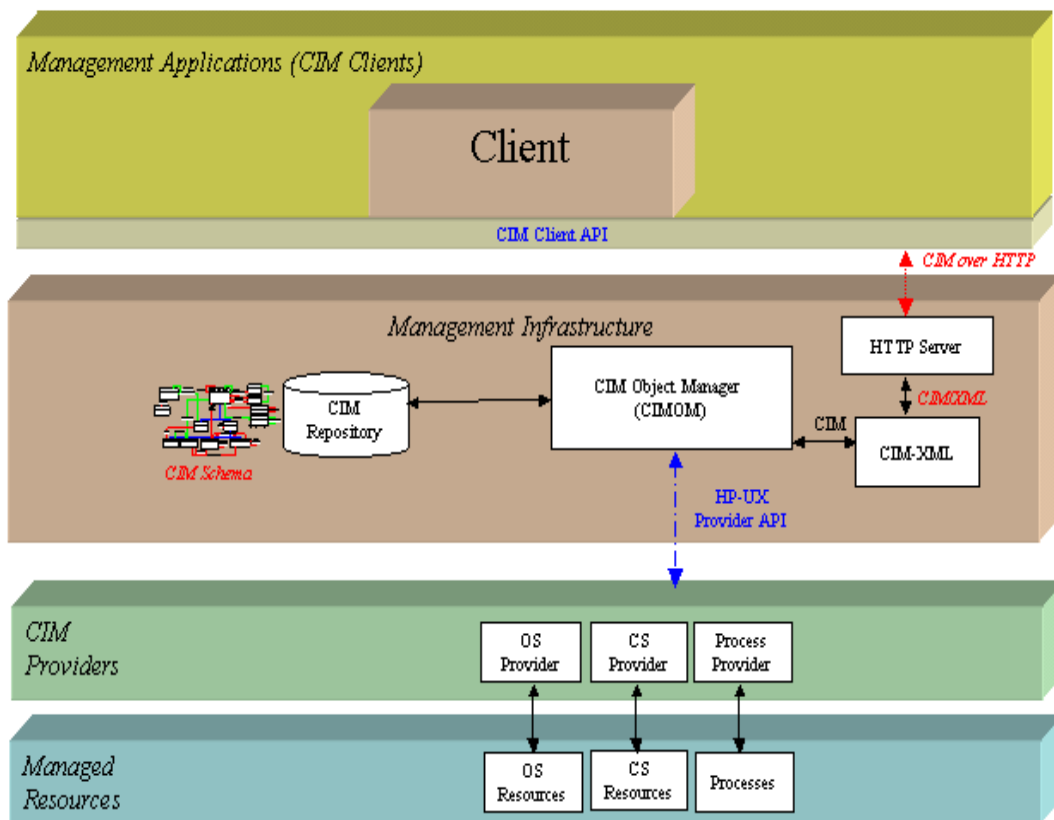 Management Applications (CIM Clients)
Client
CIM Client API
CIM over HTTP
Management Infrastructure
HTTP Server
CIM/XML
CIM Object Manager
(CIMOM)
CIM
CIM-XML
CIM
Repository
CIM Schema
HP-UX
Provider API
CIM
Providers
OS
Provider
CS
Provider
Process
Provider
Managed
Resources
OS
Resources
CS
Resources
Processes